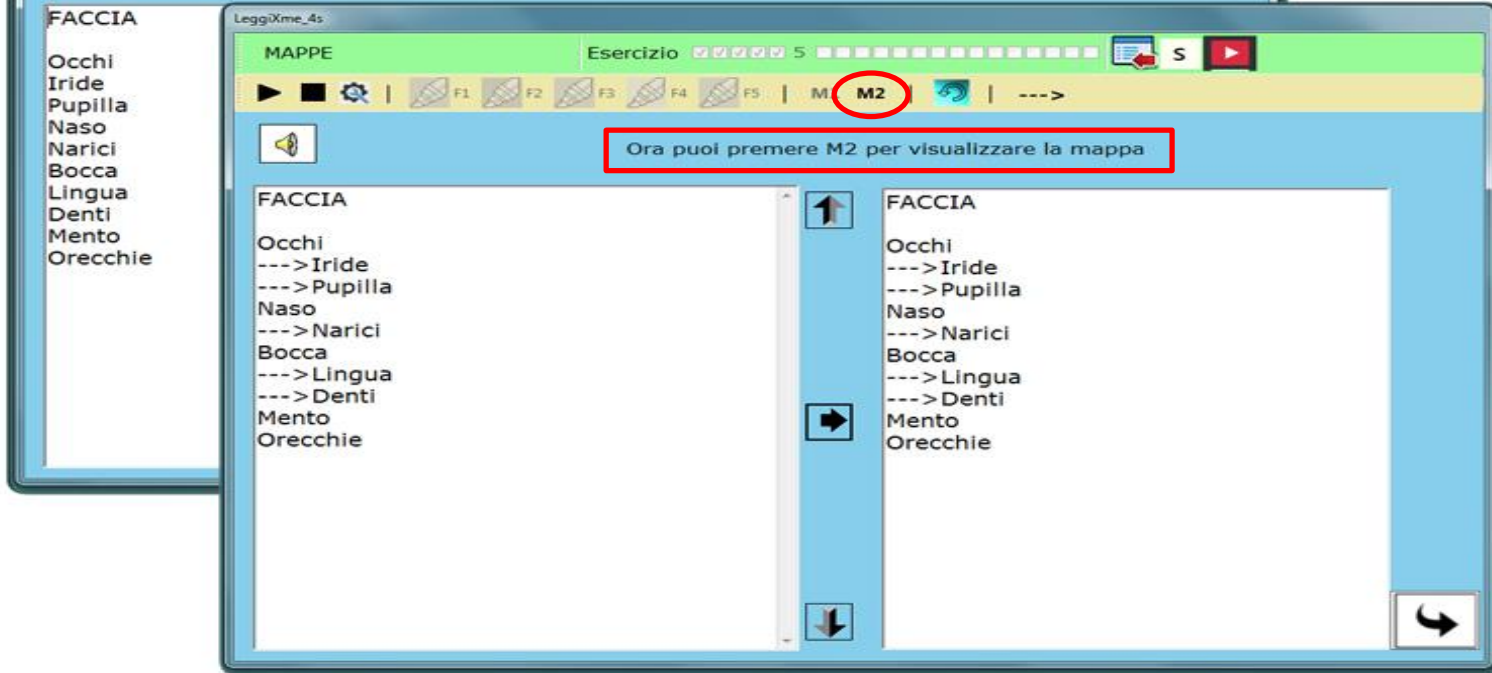 FACCIA
Occhi
Iride
Pupilla
Naso
Narici
Bocca
Lingua
Denti
Mento
Orecchie
LeggiXme_4s
MAPPE Esercizio 5 S
F1 F2 F3 F4 F5 | M2 | | --->
Ora puoi premere M2 per visualizzare la mappa
FACCIA
Occhi
--->Iride
--->Pupilla
Naso
--->Narici
Bocca
--->Lingua
--->Denti
Mento
Orecchie
FACCIA
Occhi
--->Iride
--->Pupilla
Naso
--->Narici
Bocca
--->Lingua
--->Denti
Mento
Orecchie